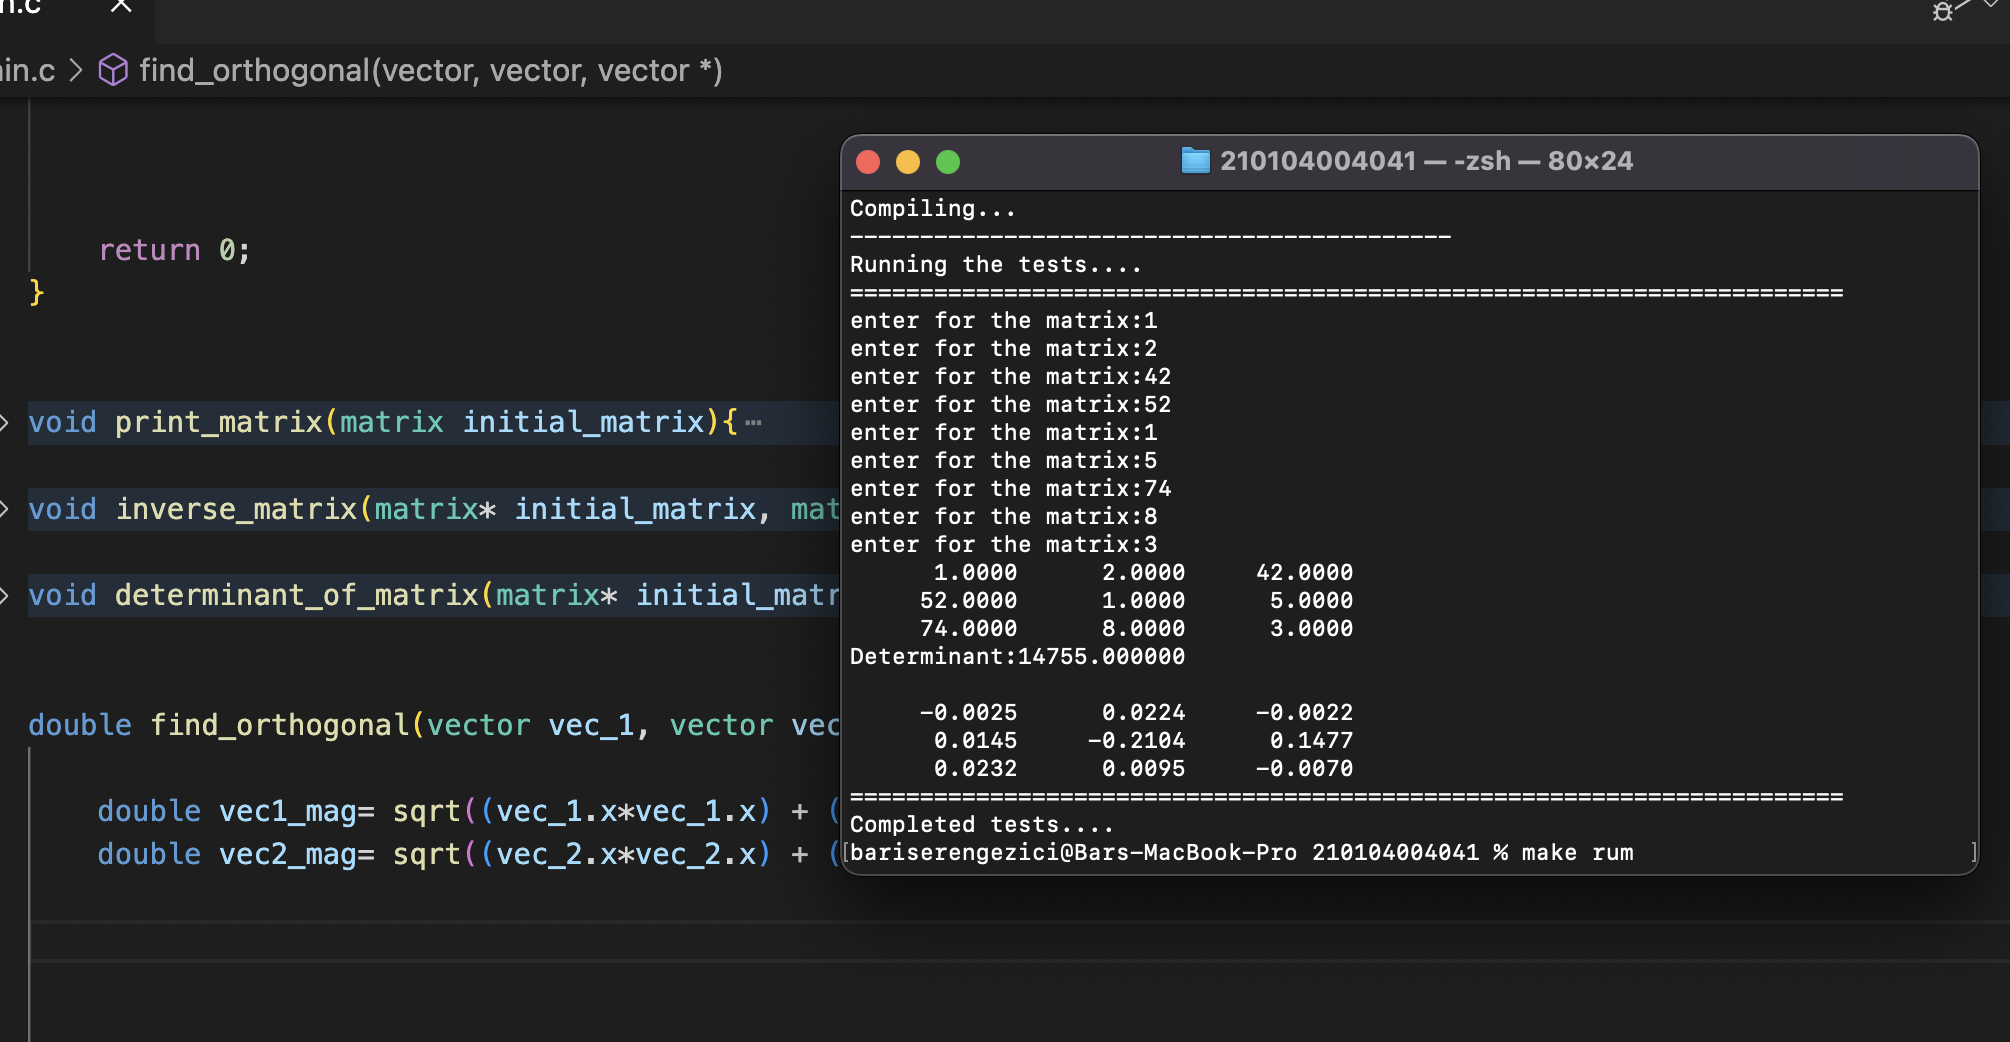 n.c
in.c > find_orthogonal(vector, vector, vector *)
return 0;
}
void print_matrix(matrix initial_matrix){ ⋯
void inverse_matrix(matrix* initial_matrix, mat
void determinant_of_matrix(matrix* initial_matr
double find_orthogonal(vector vec_1, vector vec
double vec1_mag= sqrt((vec_1.x*vec_1.x) + (
double vec2_mag= sqrt((vec_2.x*vec_2.x) + (
210104004041 — -zsh — 80×24
Compiling...
-------------------------------------------
Running the tests....
=======================================================================
enter for the matrix:1
enter for the matrix:2
enter for the matrix:42
enter for the matrix:52
enter for the matrix:1
enter for the matrix:5
enter for the matrix:74
enter for the matrix:8
enter for the matrix:3
1.0000 2.0000 42.0000
52.0000 1.0000 5.0000
74.0000 8.0000 3.0000
Determinant:14755.000000
-0.0025 0.0224 -0.0022
0.0145 -0.2104 0.1477
0.0232 0.0095 -0.0070
=======================================================================
Completed tests....
[bariserengezici@Bars-MacBook-Pro 210104004041 % make rum ]